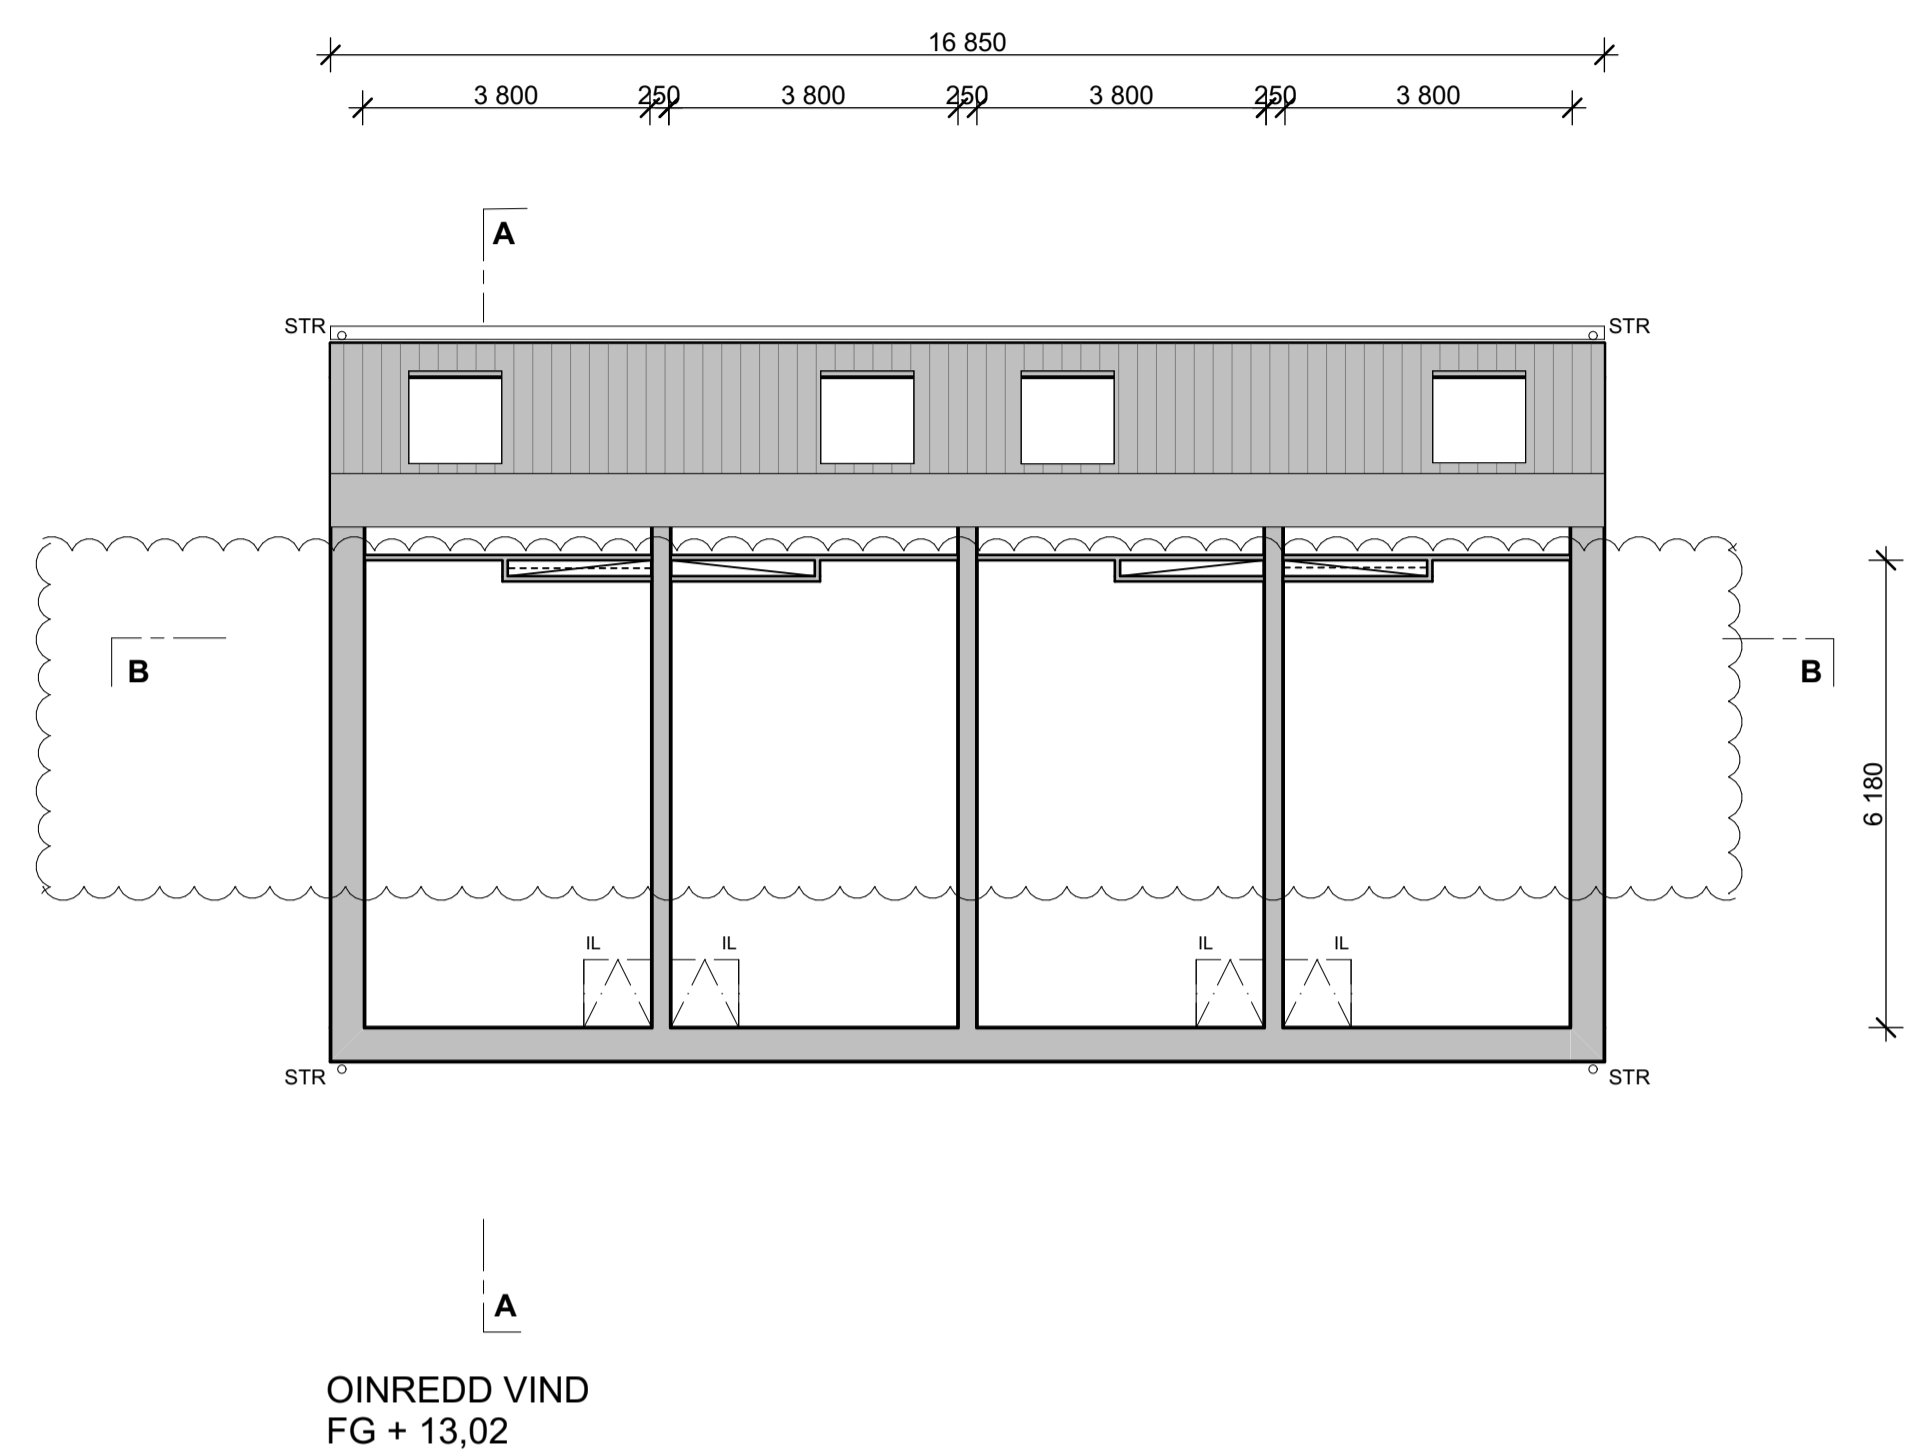 16 850
3 800 250 3 800 250 3 800 250 3 800
A
STR STR
B B
6 180
IL IL IL IL
STR STR
A
OINREDD VIND
FG + 13,02